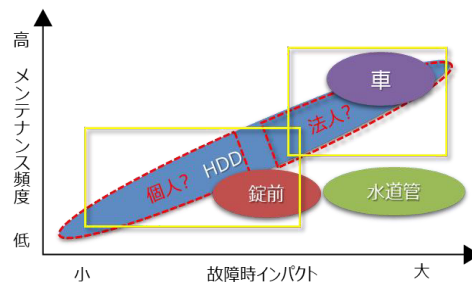 高
メンテナンス頻度
低
車
法人?
HDD
個人?
錠前
水道管
小
故障時インパクト
大